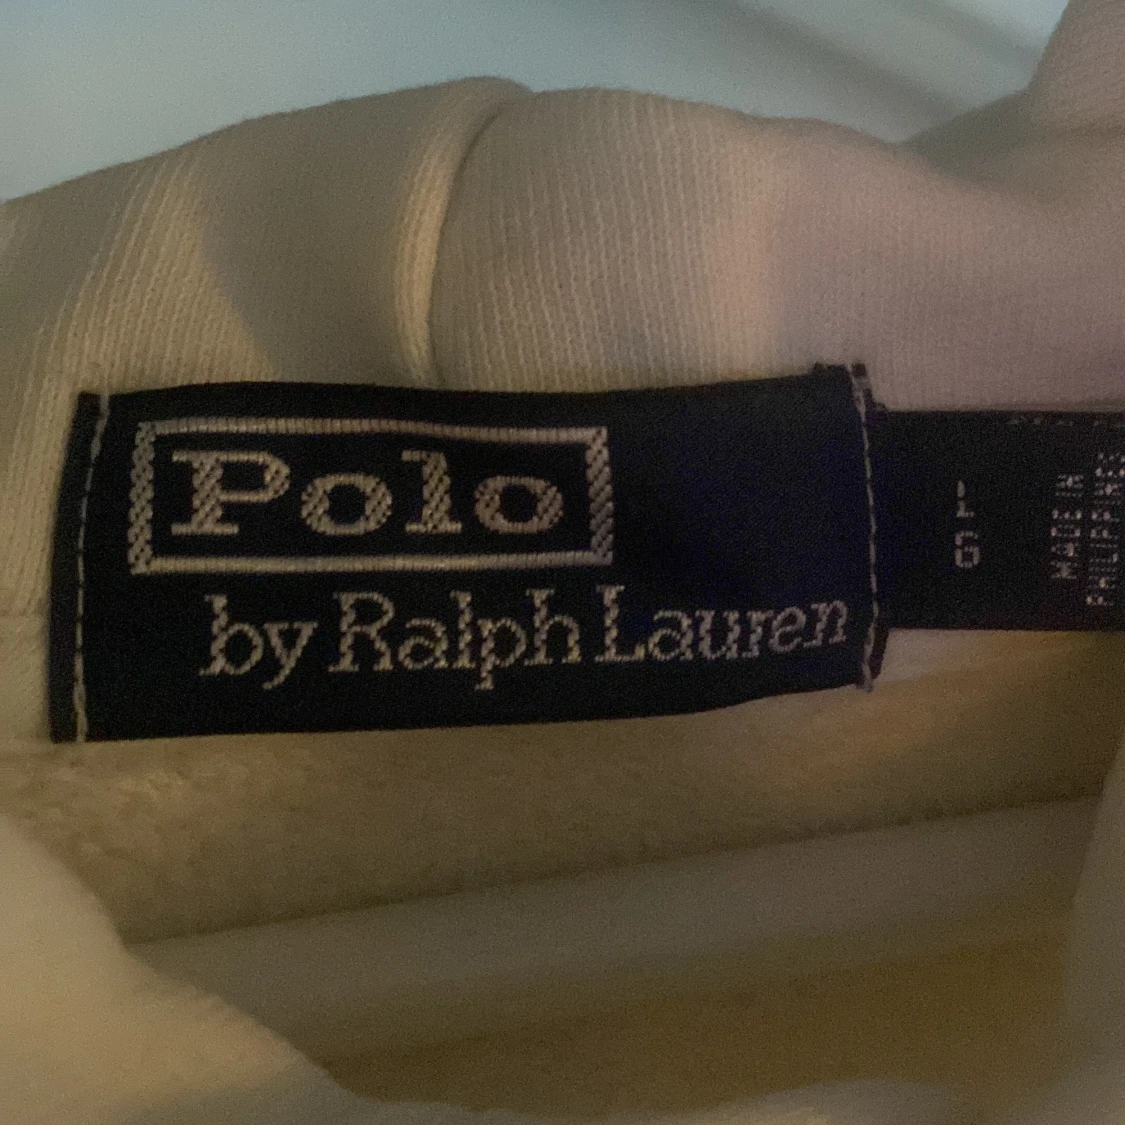 Polo
by Ralph Lauren
L
G
MADE IN
PHILIPPINES